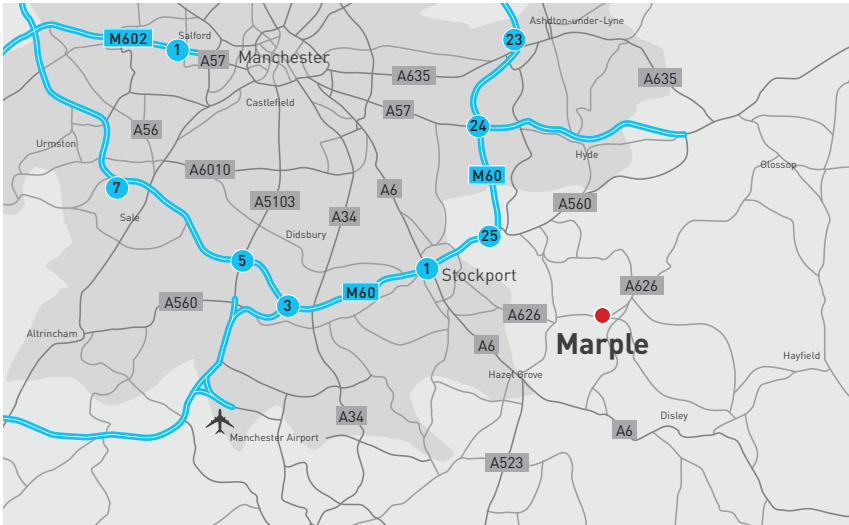 Ashdton-under-Lyne
M602
Salford
23
1
A57
Manchester
A635
A635
Castlefield
A57
A56
24
Urmston
Hyde
Glossop
A6010
M60
7
A6
A5103
A560
Sale
A34
Didsbury
25
5
1
Stockport
A626
M60
A560
3
A626
Marple
Altrincham
A6
Hayfield
Hazel Grove
A34
Disley
A6
Manchester Airport
A523